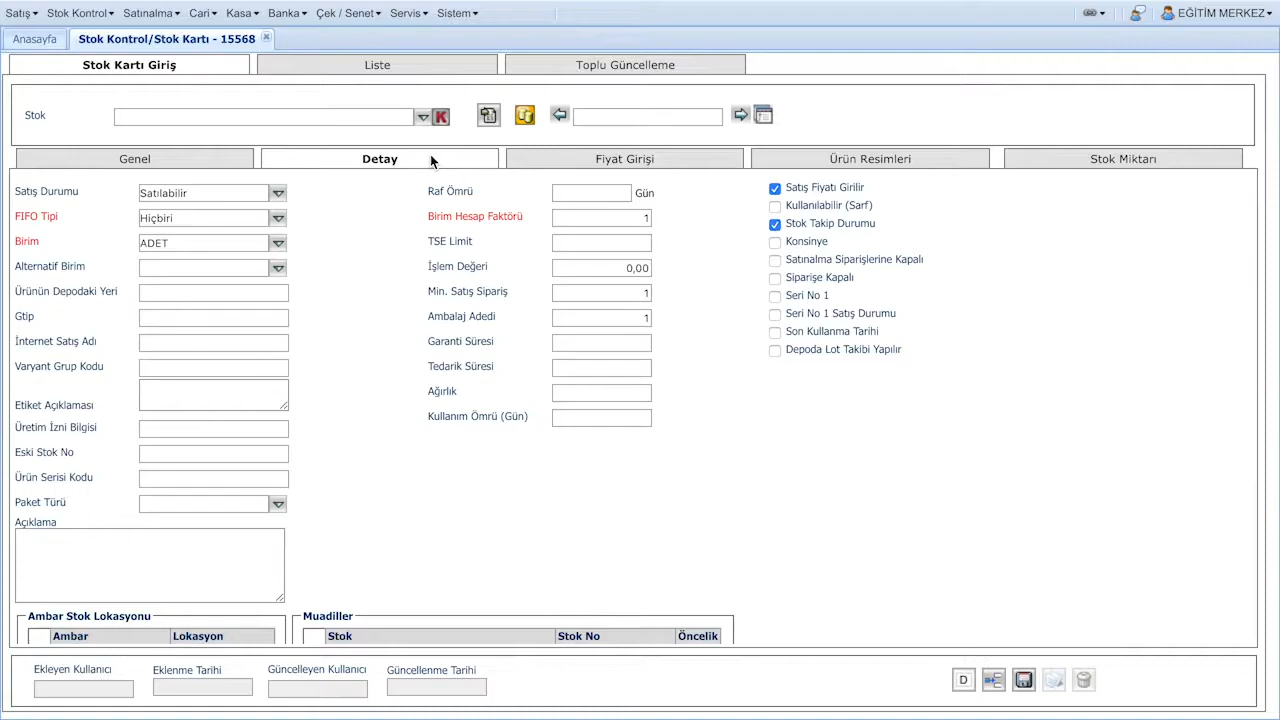 Satış Stok Kontrol Satınalma Cari Kasa Banka Çek / Senet Servis Sistem EĞİTİM MERKEZ
Anasayfa Stok Kontrol/Stok Kartı - 15568
Stok Kartı Giriş Liste Toplu Güncelleme
Stok K
Genel Detay Fiyat Girişi Ürün Resimleri Stok Miktarı
Satış Durumu Satılabilir
FIFO Tipi Hiçbiri
Birim ADET
Alternatif Birim
Ürünün Depodaki Yeri
Gtip
İnternet Satış Adı
Varyant Grup Kodu
Etiket Açıklaması
Üretim İzni Bilgisi
Eski Stok No
Ürün Serisi Kodu
Paket Türü
Açıklama
Raf Ömrü Gün
Birim Hesap Faktörü 1
TSE Limit
İşlem Değeri 0,00
Min. Satış Sipariş 1
Ambalaj Adedi 1
Garanti Süresi
Tedarik Süresi
Ağırlık
Kullanım Ömrü (Gün)
Satış Fiyatı Girilir
Kullanılabilir (Sarf)
Stok Takip Durumu
Konsinye
Satınalma Siparişlerine Kapalı
Siparişe Kapalı
Seri No 1
Seri No 1 Satış Durumu
Son Kullanma Tarihi
Depoda Lot Takibi Yapılır
Ambar Stok Lokasyonu
Ambar Lokasyon
Muadiller
Stok Stok No Öncelik
Ekleyen Kullanıcı Eklenme Tarihi Güncelleyen Kullanıcı Güncellenme Tarihi
D